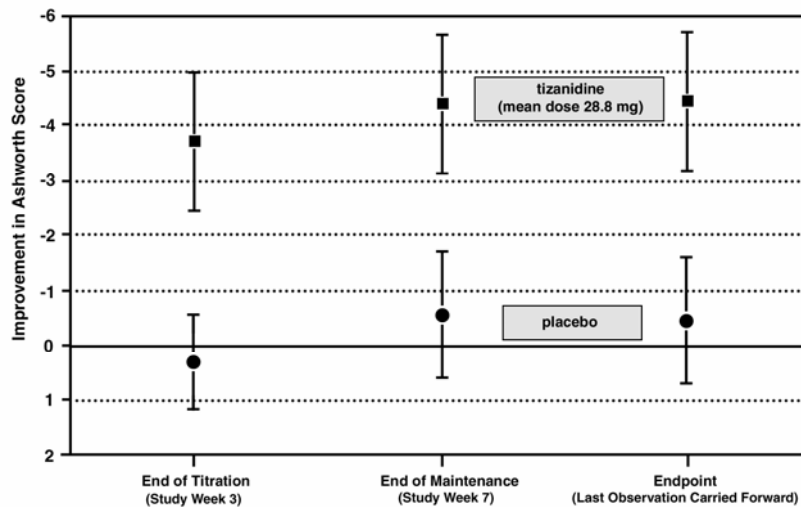 Improvement in Ashworth Score
-6
-5
-4
-3
-2
-1
0
1
2
tizanidine
(mean dose 28.8 mg)
placebo
End of Titration
(Study Week 3)
End of Maintenance
(Study Week 7)
Endpoint
(Last Observation Carried Forward)